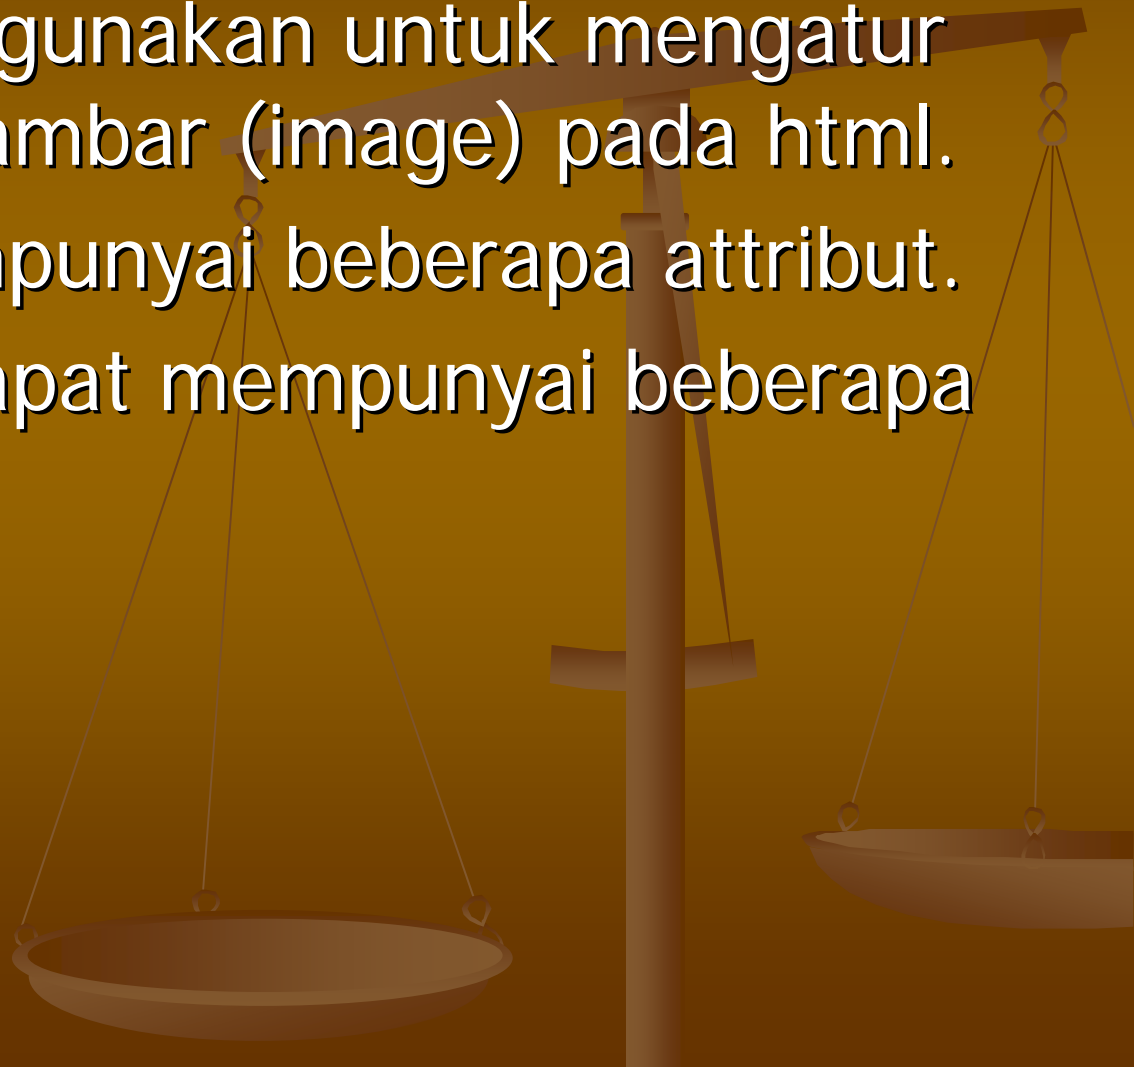 gunakan untuk mengatur
ambar (image) pada html.
punyai beberapa attribut.
apat mempunyai beberapa